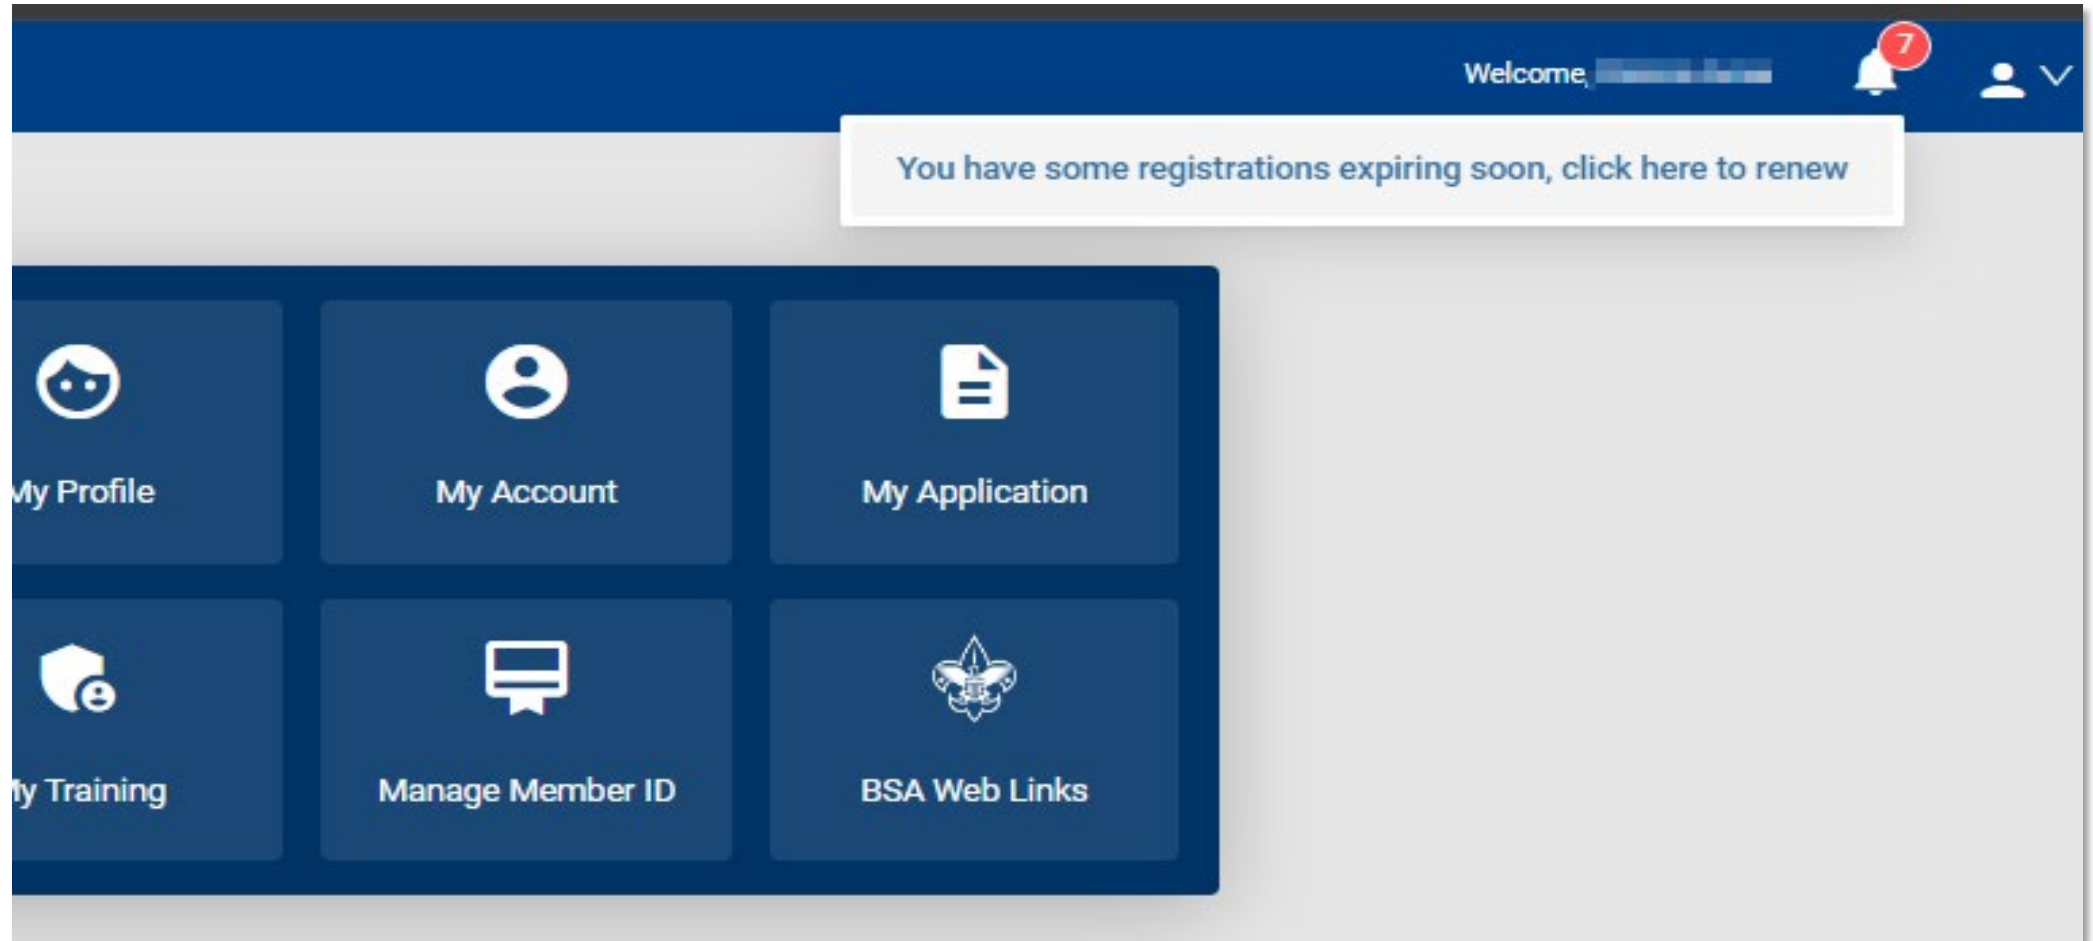 Welcome,
7
You have some registrations expiring soon, click here to renew
My Profile
My Account
My Application
My Training
Manage Member ID
BSA Web Links